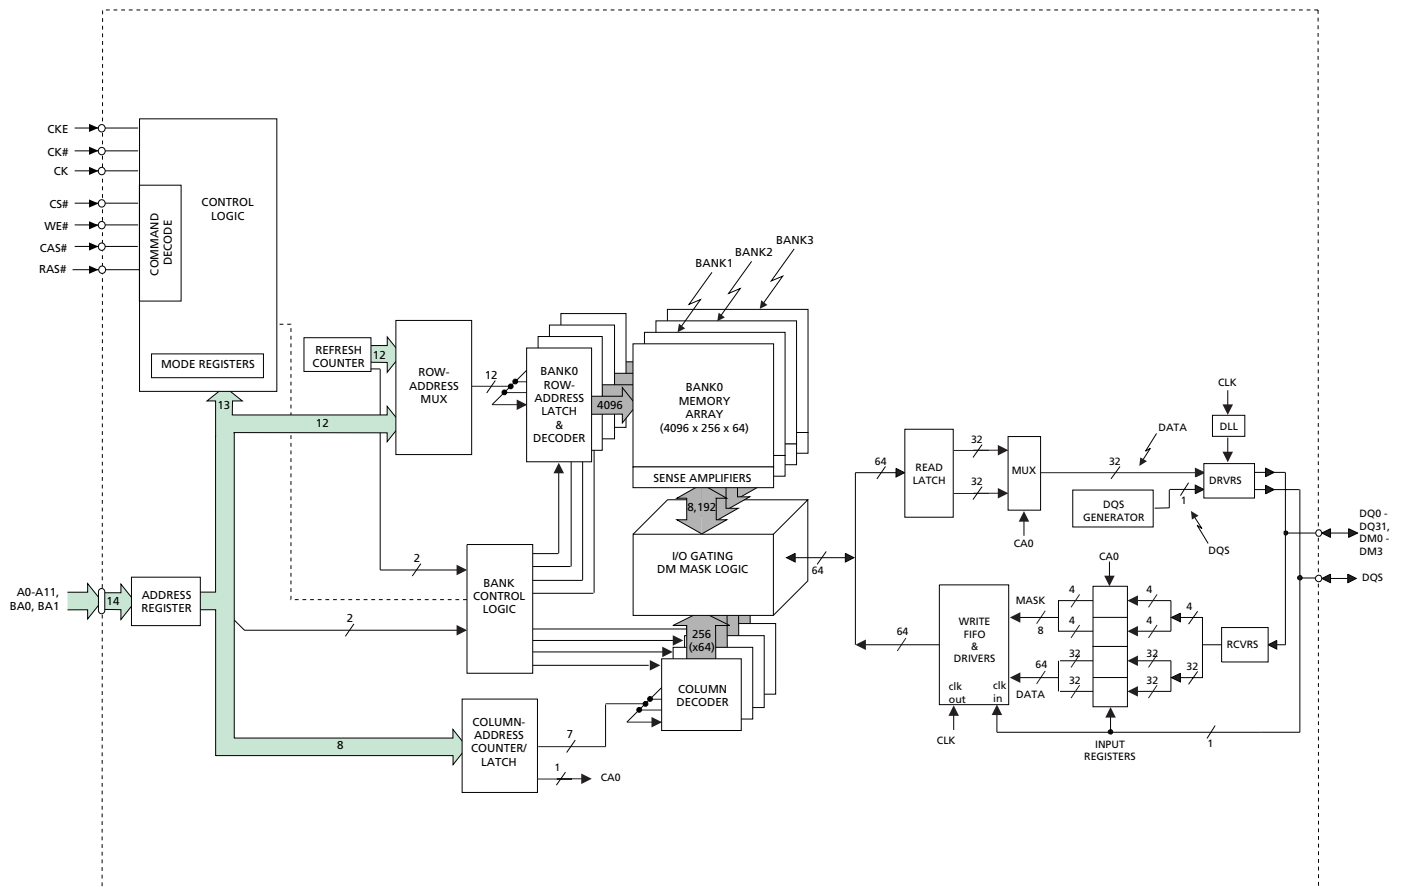 CKE
CK#
CK
CS#
WE#
CAS#
RAS#
CONTROL
LOGIC
COMMAND
DECODE
MODE REGISTERS
BANK3
BANK2
BANK1
REFRESH
COUNTER
12
13
12
ROW-
ADDRESS
MUX
12
BANK0
ROW-
ADDRESS
LATCH
&
DECODER
4096
BANK0
MEMORY
ARRAY
(4096 x 256 x 64)
SENSE AMPLIFIERS
8,192
I/O GATING
DM MASK LOGIC
64
2
BANK
CONTROL
LOGIC
2
A0-A11,
BA0, BA1
14
ADDRESS
REGISTER
256
(x64)
COLUMN
DECODER
8
COLUMN-
ADDRESS
COUNTER/
LATCH
7
1
CA0
64
READ
LATCH
32
32
MUX
CA0
32
DATA
DQS
GENERATOR
1
DQS
CLK
DLL
DRVRS
DQ0 -
DQ31,
DM0 -
DM3
DQS
64
WRITE
FIFO
&
DRIVERS
clk
out
clk
in
CLK
MASK
8
64
DATA
CA0
4
4
32
32
4
4
32
32
4
32
RCVRS
INPUT
REGISTERS
1